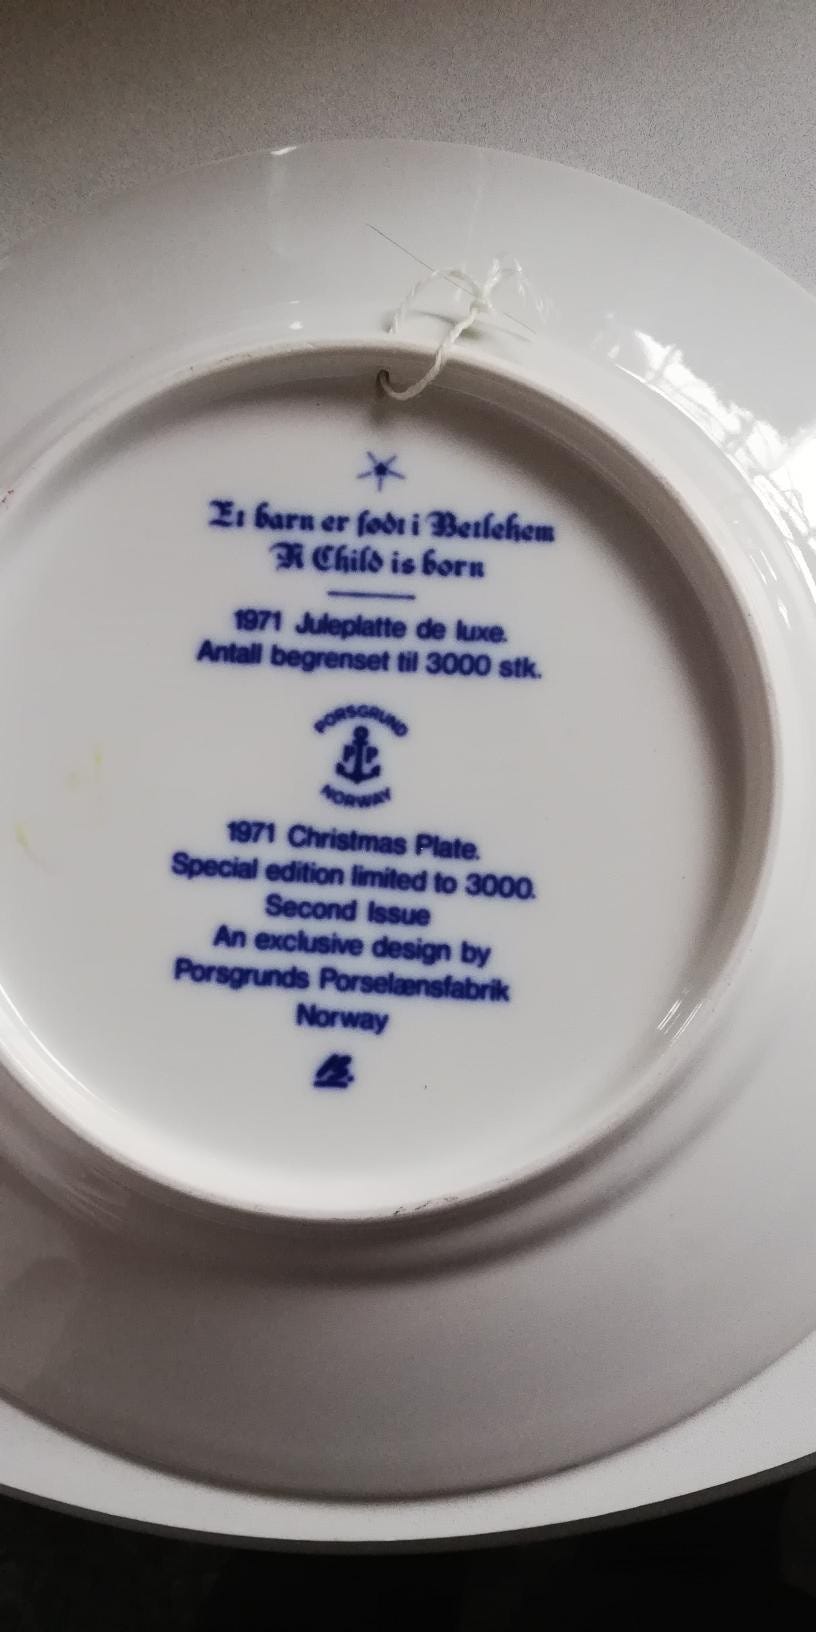 Et barn er født i Betlehem
A Child is born
1971 Juleplatte de luxe.
Antall begrenset til 3000 stk.
PORSGRUND
PP
NORWAY
1971 Christmas Plate.
Special edition limited to 3000.
Second Issue
An exclusive design by
Porsgrunds Porselænsfabrik
Norway